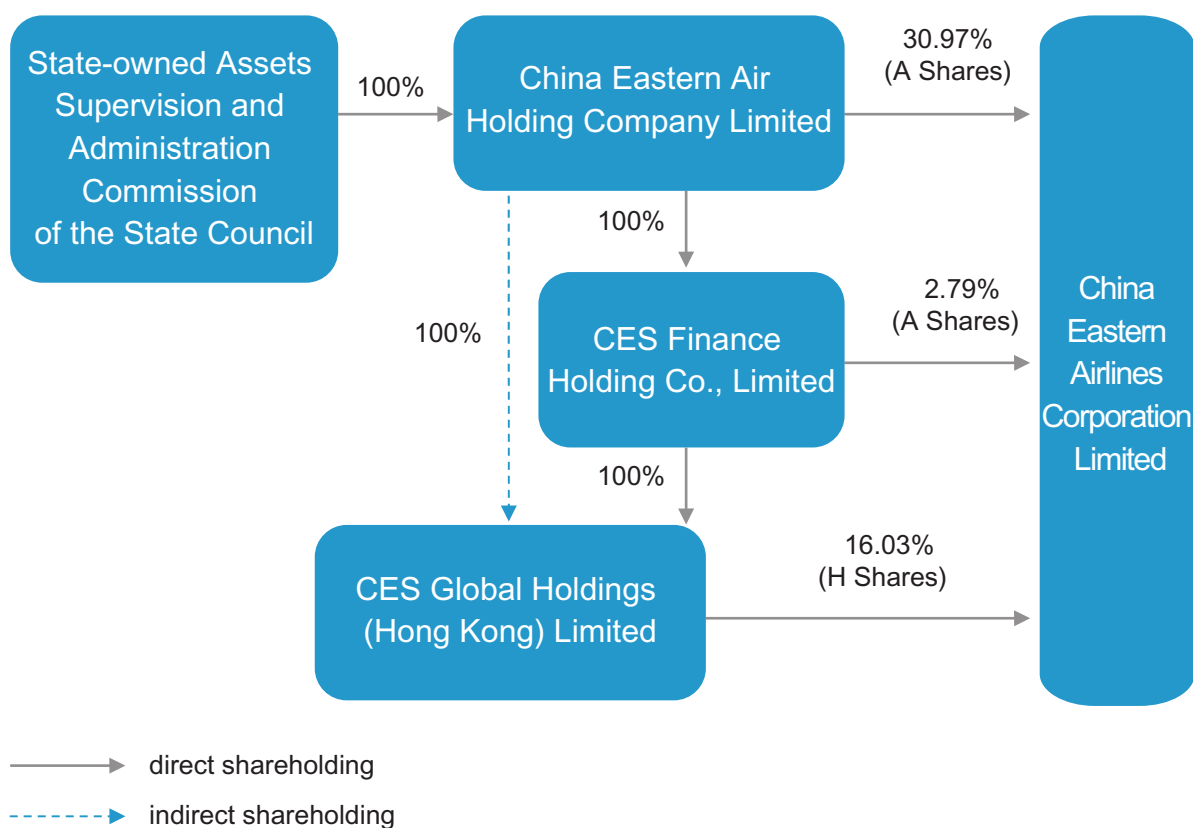 State-owned Assets
Supervision and
Administration
Commission
of the State Council
100%
China Eastern Air
Holding Company Limited
30.97%
(A Shares)
100%
100%
CES Finance
Holding Co., Limited
2.79%
(A Shares)
China
Eastern
Airlines
Corporation
Limited
100%
CES Global Holdings
(Hong Kong) Limited
16.03%
(H Shares)
direct shareholding
indirect shareholding